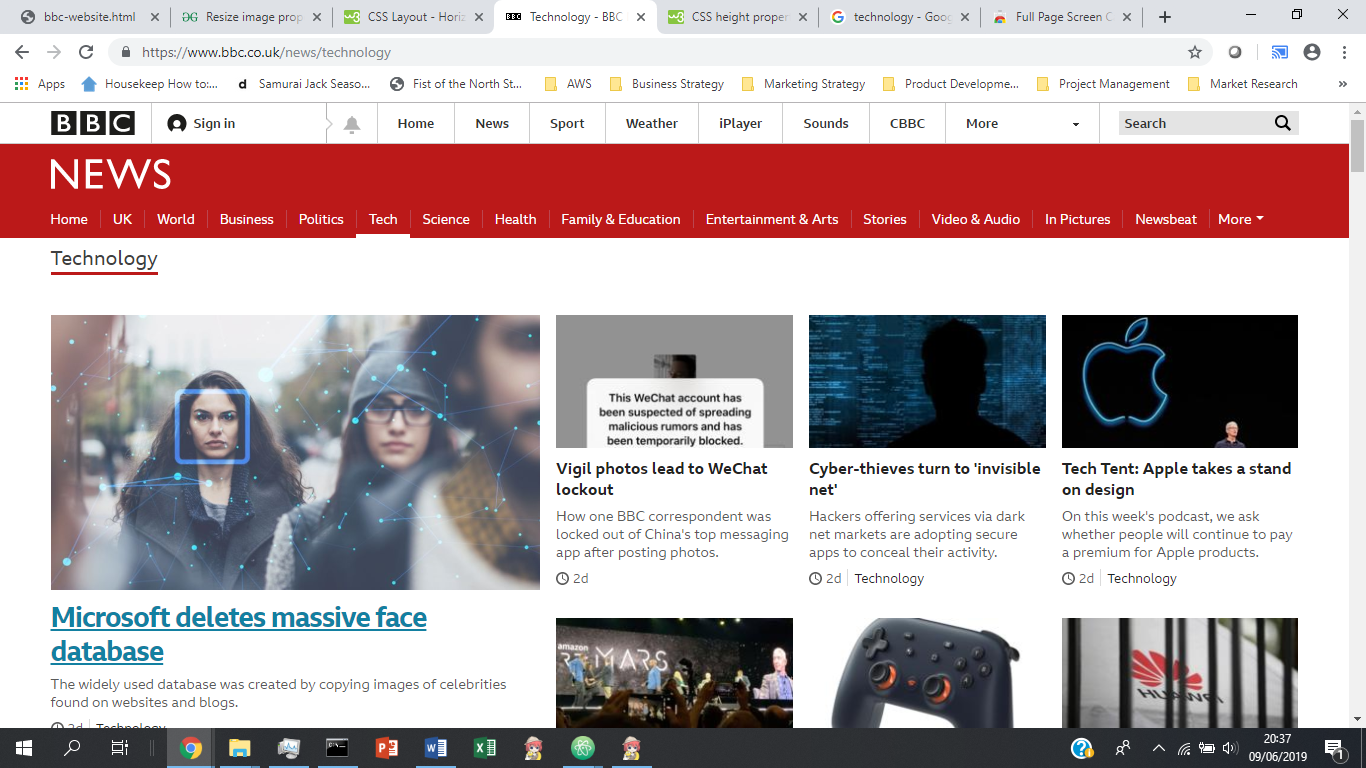 bbc-website.html
Resize image prop
CSS Layout - Horiz
Technology - BBC
CSS height proper
technology - Goog
Full Page Screen C
https://www.bbc.co.uk/news/technology
Apps
Housekeep How to:...
Samurai Jack Seaso...
Fist of the North St...
AWS
Business Strategy
Marketing Strategy
Product Developme...
Project Management
Market Research
»
BBC
Sign in
Home
News
Sport
Weather
iPlayer
Sounds
CBBC
More
Search
NEWS
Home
UK
World
Business
Politics
Tech
Science
Health
Family & Education
Entertainment & Arts
Stories
Video & Audio
In Pictures
Newsbeat
More
Technology
Microsoft deletes massive face
database
The widely used database was created by copying images of celebrities
found on websites and blogs.
2d Technology
This WeChat account has
been suspected of spreading
malicious rumors and has
been temporarily blocked.
Vigil photos lead to WeChat
lockout
How one BBC correspondent was
locked out of China's top messaging
app after posting photos.
2d
Cyber-thieves turn to 'invisible
net'
Hackers offering services via dark
net markets are adopting secure
apps to conceal their activity.
2d Technology
Tech Tent: Apple takes a stand
on design
On this week's podcast, we ask
whether people will continue to pay
a premium for Apple products.
2d Technology
amazon
MARS
HUAWEI
20:37
09/06/2019
1